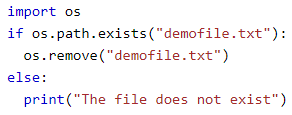 import os
if os.path.exists("demofile.txt"):
  os.remove("demofile.txt")
else:
  print("The file does not exist")